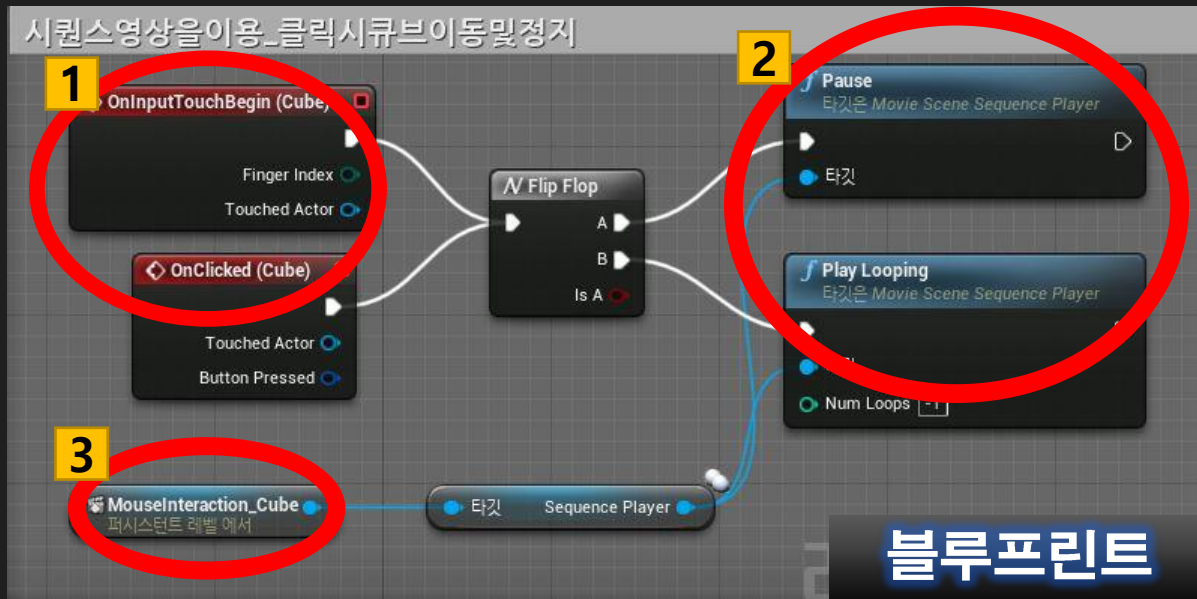 시퀀스영상을이용_클릭시큐브이동및정지
1
OnInputTouchBegin (Cube)
Finger Index
Touched Actor
OnClicked (Cube)
Touched Actor
Button Pressed
Flip Flop
A
B
Is A
2
f Pause
타깃은 Movie Scene Sequence Player
타깃
f Play Looping
타깃은 Movie Scene Sequence Player
Num Loops -1
3
MouseInteraction_Cube
퍼시스턴트 레벨 에서
타깃 Sequence Player
블루프린트